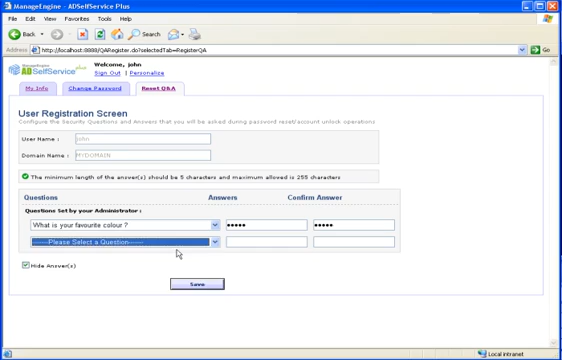 ManageEngine - ADSelfService Plus
File Edit View Favorites Tools Help
Back Search
Address http://localhost:8888/QARegister.do?selectedTab=RegisterQA Go
ManageEngine ADSelfService plus
Welcome, john
Sign Out | Personalize
My Info Change Password Reset Q&A
User Registration Screen
Configure the Security Questions and Answers that you will be asked during password reset/account unlock operations
User Name : john
Domain Name : MYDOMAIN
The minimum length of the answer(s) should be 5 characters and maximum allowed is 255 characters
Questions Answers Confirm Answer
Questions Set by your Administrator :
What is your favourite colour ? ••••• •••••
------Please Select a Question------
Hide Answer(s)
Save
Local intranet